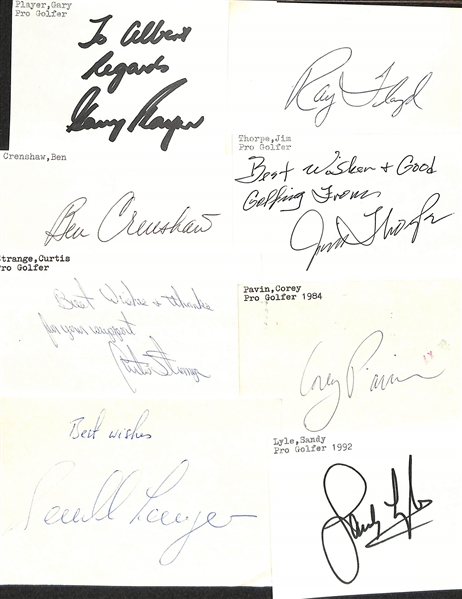 Player,Gary
Pro Golfer
To Albert
Regards
Gary Player
Ray Floyd
Crenshaw, Ben
Ben Crenshaw
Thorpe,Jim
Pro Golfer
Best Wishes + Good
Golfing From
Jim Thorpe
Strange,Curtis
Pro Golfer
Best Wishes & thanks
for your support
Curtis Strange
Pavin,Corey
Pro Golfer 1984
Corey Pavin
Best wishes
Langer
Lyle,Sandy
Pro Golfer 1992
Sandy Lyle